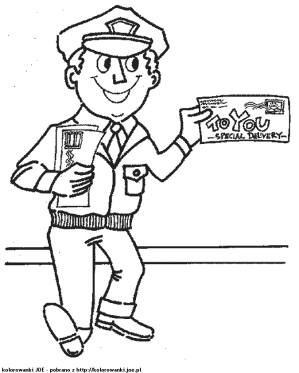 TO YOU
-SPECIAL DELIVERY-
$
kolorowanki JOE - pobrano z http://kolorowanki.joe.pl